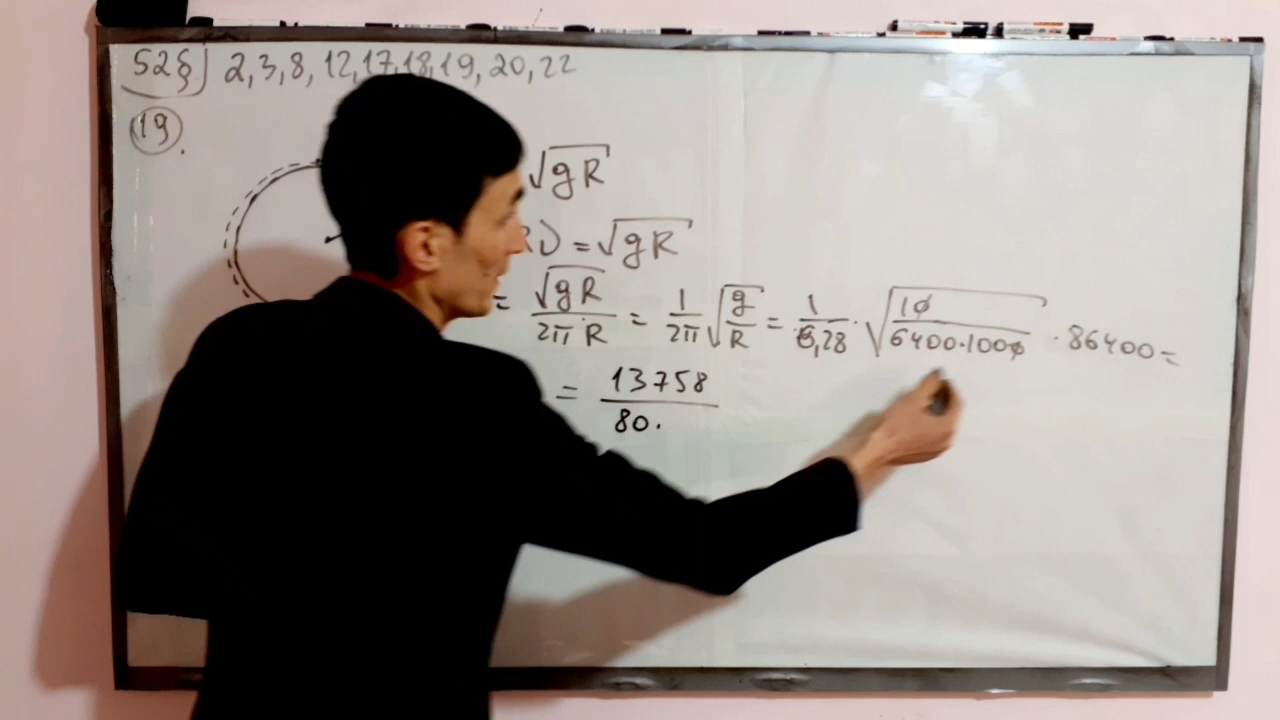 52§) 2, 3, 8, 12, 17, 18, 19, 20, 22
19.
√gR
ν = √gR
= √gR / 2π R = 1 / 2π √g / R = 1 / 6,28 · √10 / 6400·1000 · 86400 =
= 13758 / 80·